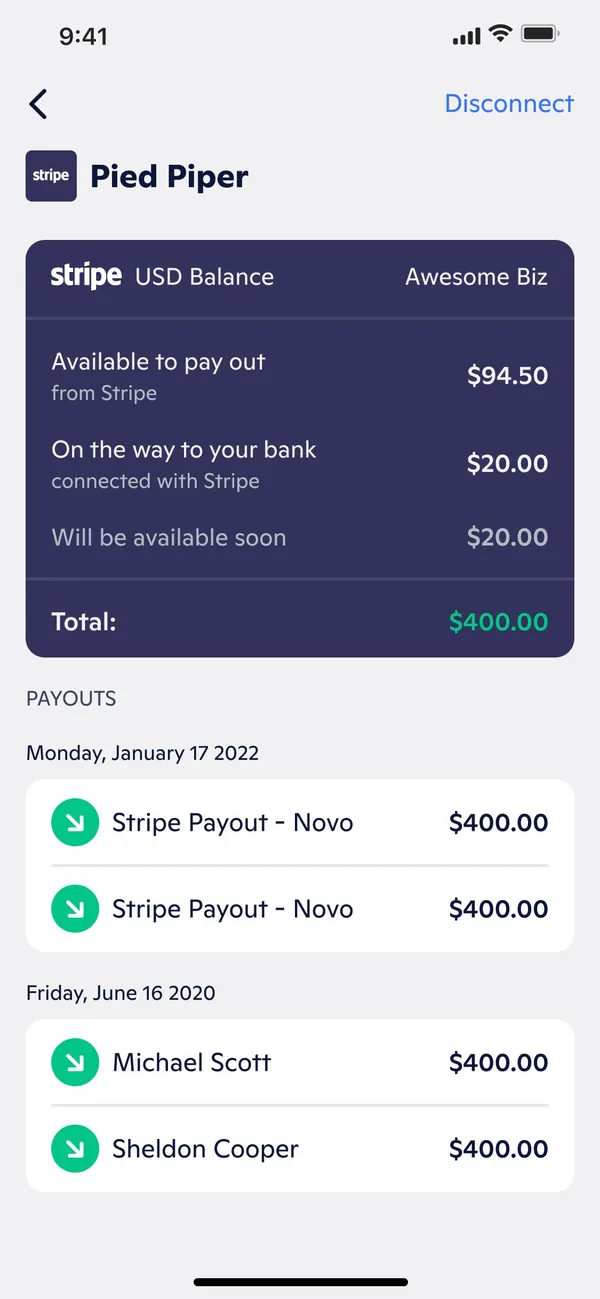 9:41
Disconnect
stripe Pied Piper
stripe USD Balance Awesome Biz
Available to pay out
from Stripe
$94.50
On the way to your bank
connected with Stripe
$20.00
Will be available soon $20.00
Total: $400.00
PAYOUTS
Monday, January 17 2022
Stripe Payout - Novo $400.00
Stripe Payout - Novo $400.00
Friday, June 16 2020
Michael Scott $400.00
Sheldon Cooper $400.00